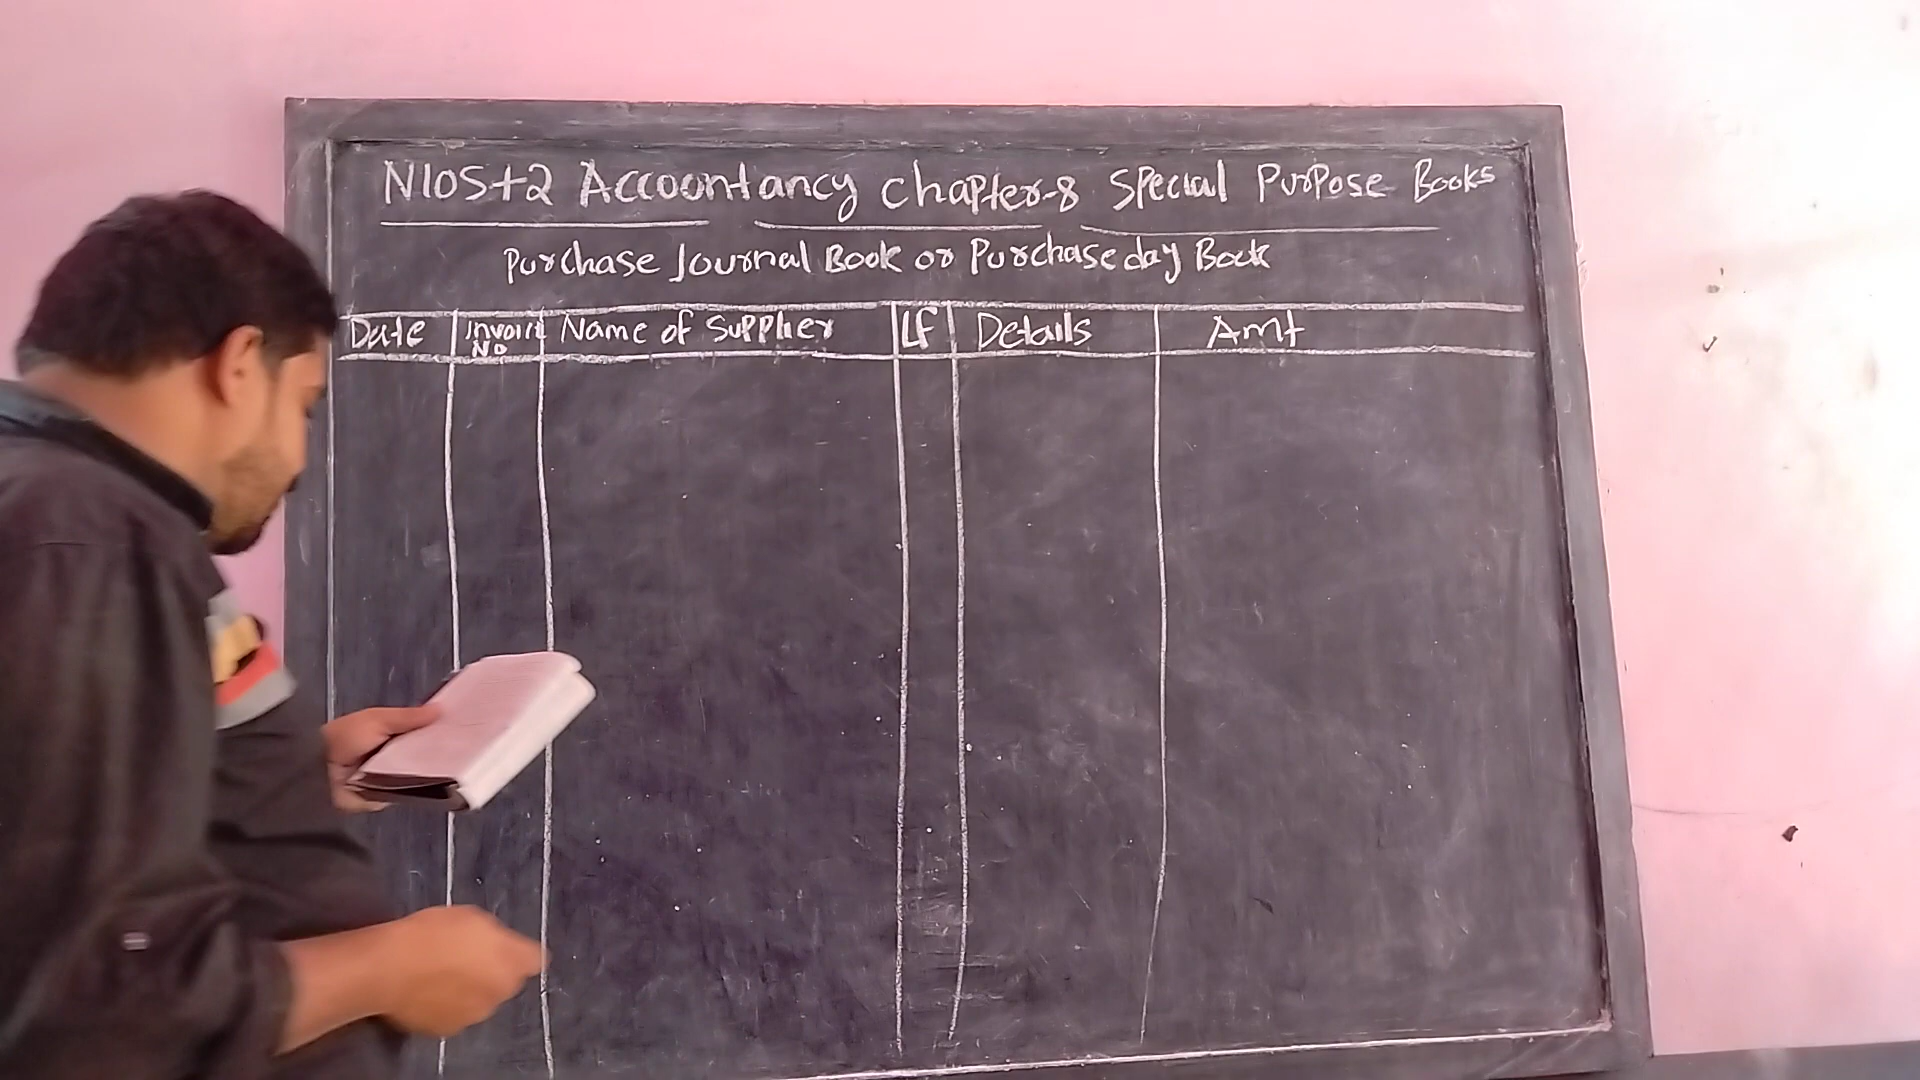 NIOS+2 Accountancy Chapter-8 Special Purpose Books
Purchase Journal Book or Purchase day Book
Date Invoice No Name of Supplier LF Details Amt